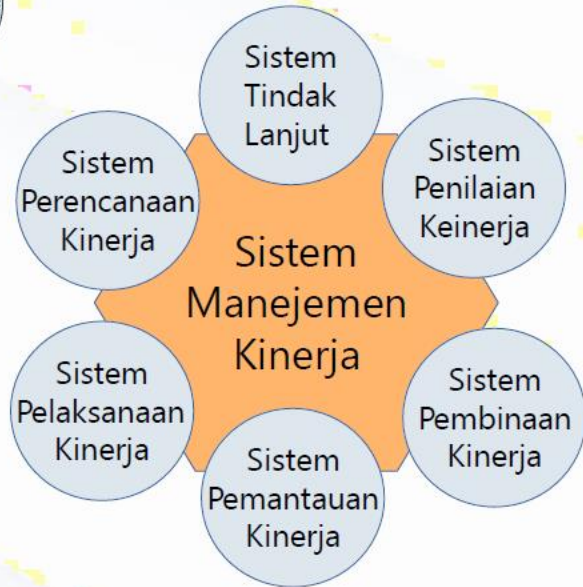 Sistem
Tindak
Lanjut
Sistem
Penilaian
Keinerja
Sistem
Perencanaan
Kinerja
Sistem
Manejemen
Kinerja
Sistem
Pelaksanaan
Kinerja
Sistem
Pembinaan
Kinerja
Sistem
Pemantauan
Kinerja